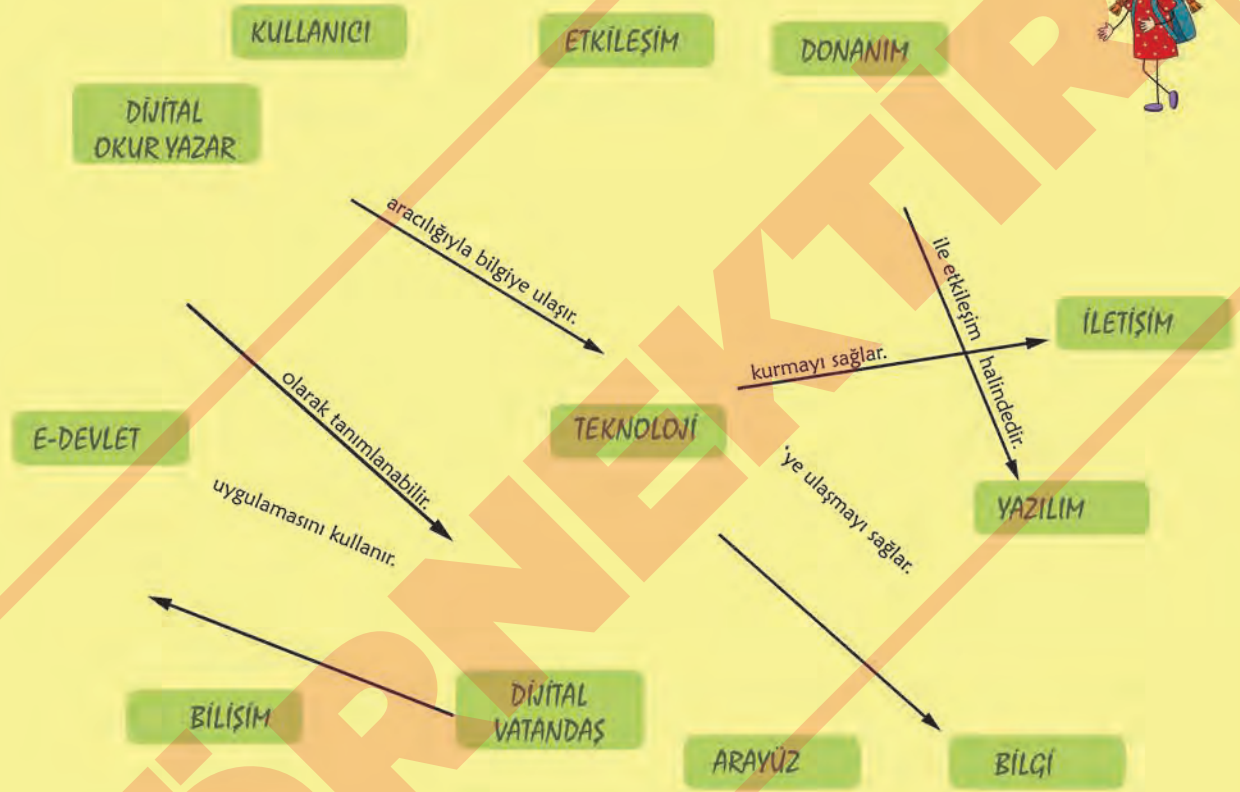 KULLANICI
ETKİLEŞİM
DONANIM
DİJİTAL
OKUR YAZAR
aracılığıyla bilgiye ulaşır.
ile etkileşim halindedir.
İLETİŞİM
kurmayı sağlar.
olarak tanımlanabilir.
E-DEVLET
TEKNOLOJİ
'ye ulaşmayı sağlar.
uygulamasını kullanır.
YAZILIM
BİLİŞİM
DİJİTAL
VATANDAŞ
ARAYÜZ
BİLGİ
ÖRNEKTİR